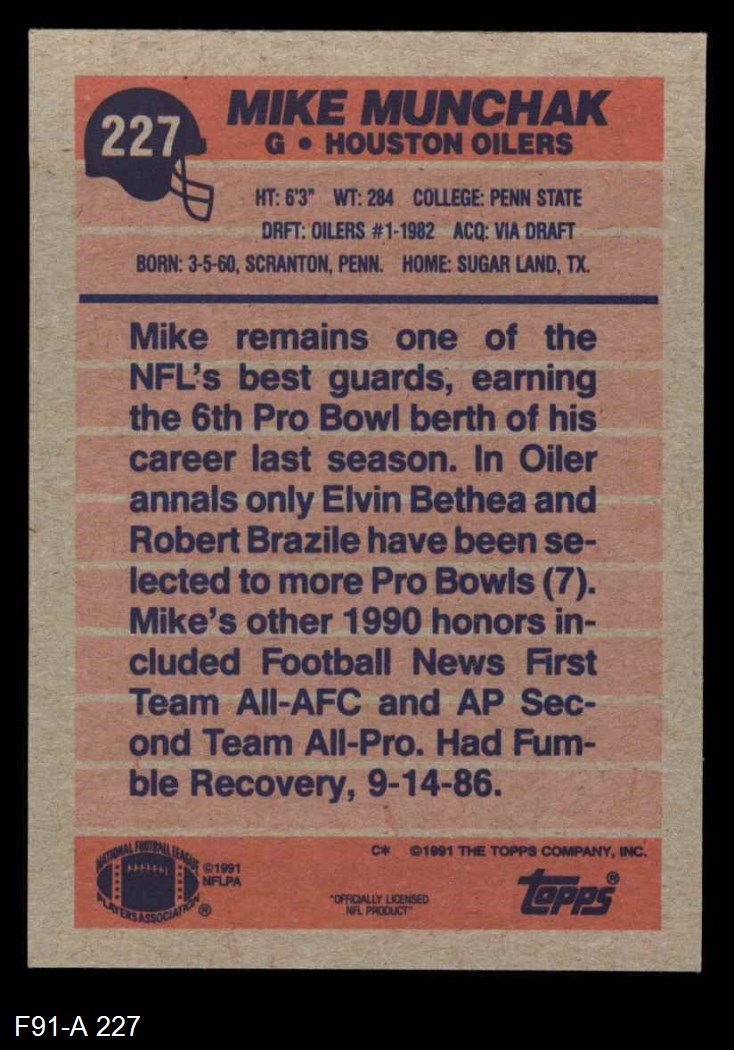 227
MIKE MUNCHAK
G • HOUSTON OILERS
HT: 6'3" WT: 284 COLLEGE: PENN STATE
DRFT: OILERS #1-1982 ACQ: VIA DRAFT
BORN: 3-5-60, SCRANTON, PENN. HOME: SUGAR LAND, TX.
Mike remains one of the
NFL's best guards, earning
the 6th Pro Bowl berth of his
career last season. In Oiler
annals only Elvin Bethea and
Robert Brazile have been se-
lected to more Pro Bowls (7).
Mike's other 1990 honors in-
cluded Football News First
Team All-AFC and AP Sec-
ond Team All-Pro. Had Fum-
ble Recovery, 9-14-86.
NATIONAL FOOTBALL LEAGUE
PLAYERS ASSOCIATION ®
©1991
NFLPA
C* ©1991 THE TOPPS COMPANY, INC.
"OFFICIALLY LICENSED
NFL PRODUCT"
topps®
F91-A 227